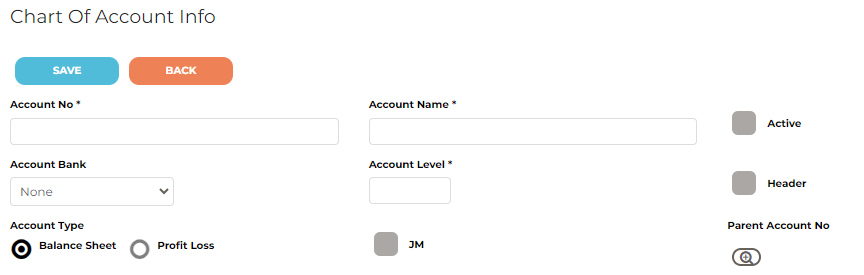 Chart Of Account Info
SAVE BACK
Account No * Account Name *
Active
Account Bank Account Level *
None Header
Account Type Parent Account No
Balance Sheet Profit Loss JM